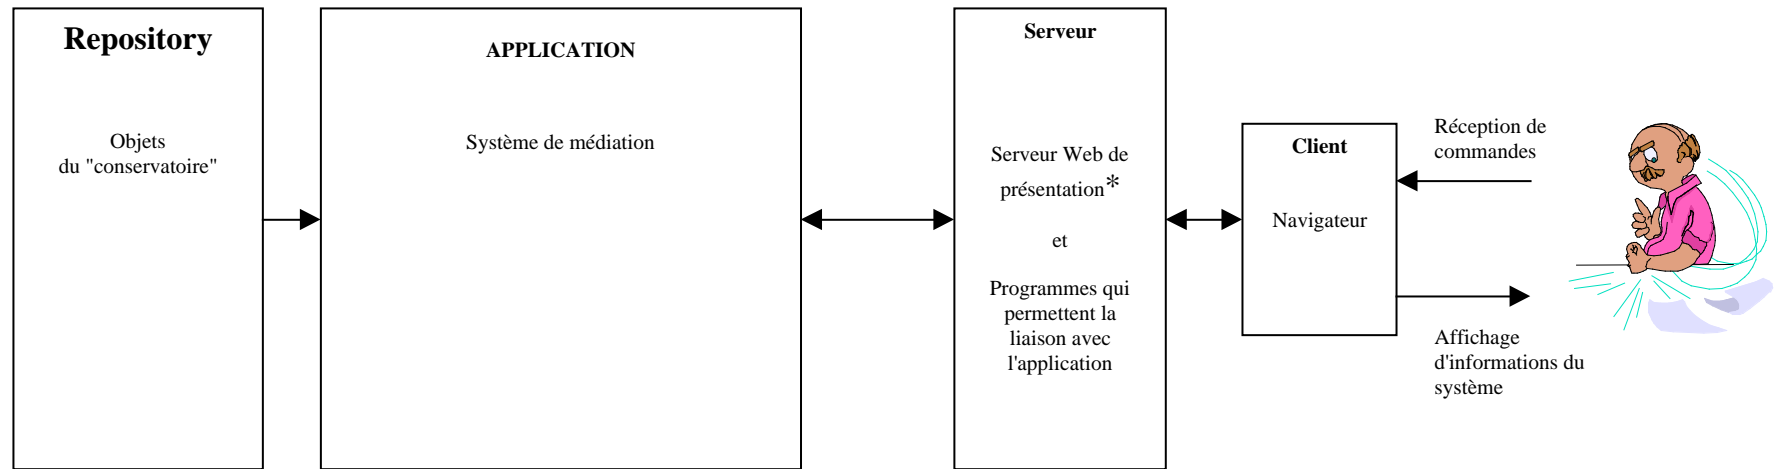 Repository
Objets
du "conservatoire"
APPLICATION
Système de médiation
Serveur
Serveur Web de
présentation*
et
Programmes qui
permettent la
liaison avec
l'application
Client
Navigateur
Réception de
commandes
Affichage
d'informations du
système